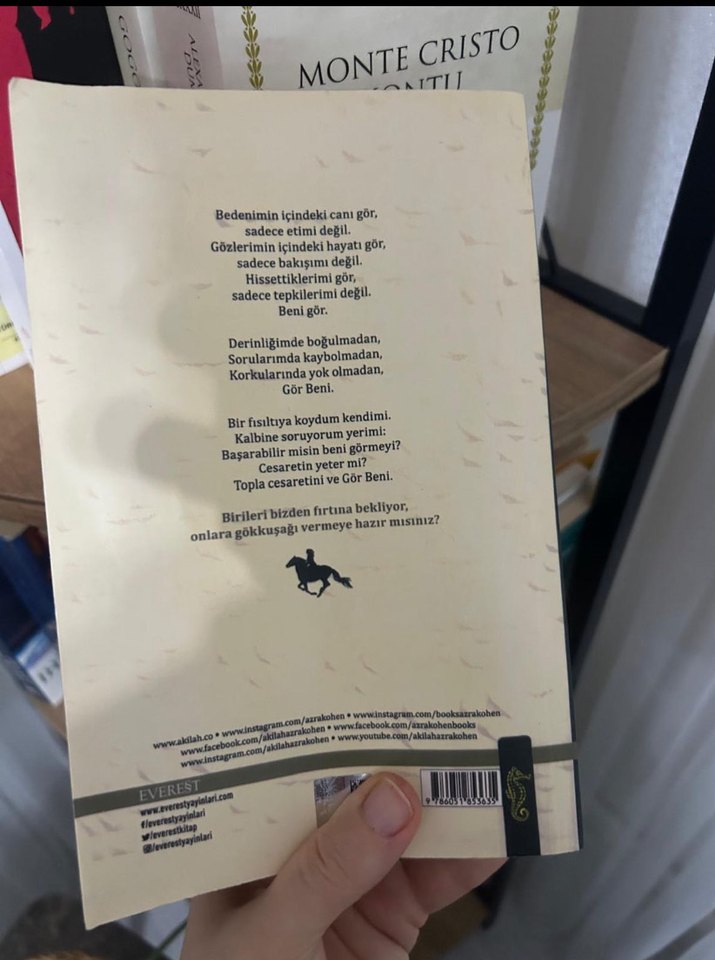 MONTE CRISTO
KONTU
Bedenimin içindeki canı gör,
sadece etimi değil.
Gözlerimin içindeki hayatı gör,
sadece bakışımı değil.
Hissettiklerimi gör,
sadece tepkilerimi değil.
Beni gör.
Derinliğimde boğulmadan,
Sorularımda kaybolmadan,
Korkularında yok olmadan,
Gör Beni.
Bir fısıltıya koydum kendimi.
Kalbine soruyorum yerimi:
Başarabilir misin beni görmeyi?
Cesaretin yeter mi?
Topla cesaretini ve Gör Beni.
Birileri bizden fırtına bekliyor,
onlara gökkuşağı vermeye hazır mısınız?
www.akilah.co • www.instagram.com/azrakohen • www.instagram.com/booksazrakohen
www.facebook.com/akilahazrakohen • www.facebook.com/azrakohenbooks
www.instagram.com/akilahazrakohen • www.youtube.com/akilahazrakohen
EVEREST
www.everestyayinlari.com
f/everestyayinlari
/everestkitap
/everestyayinlari
9 786051 853635